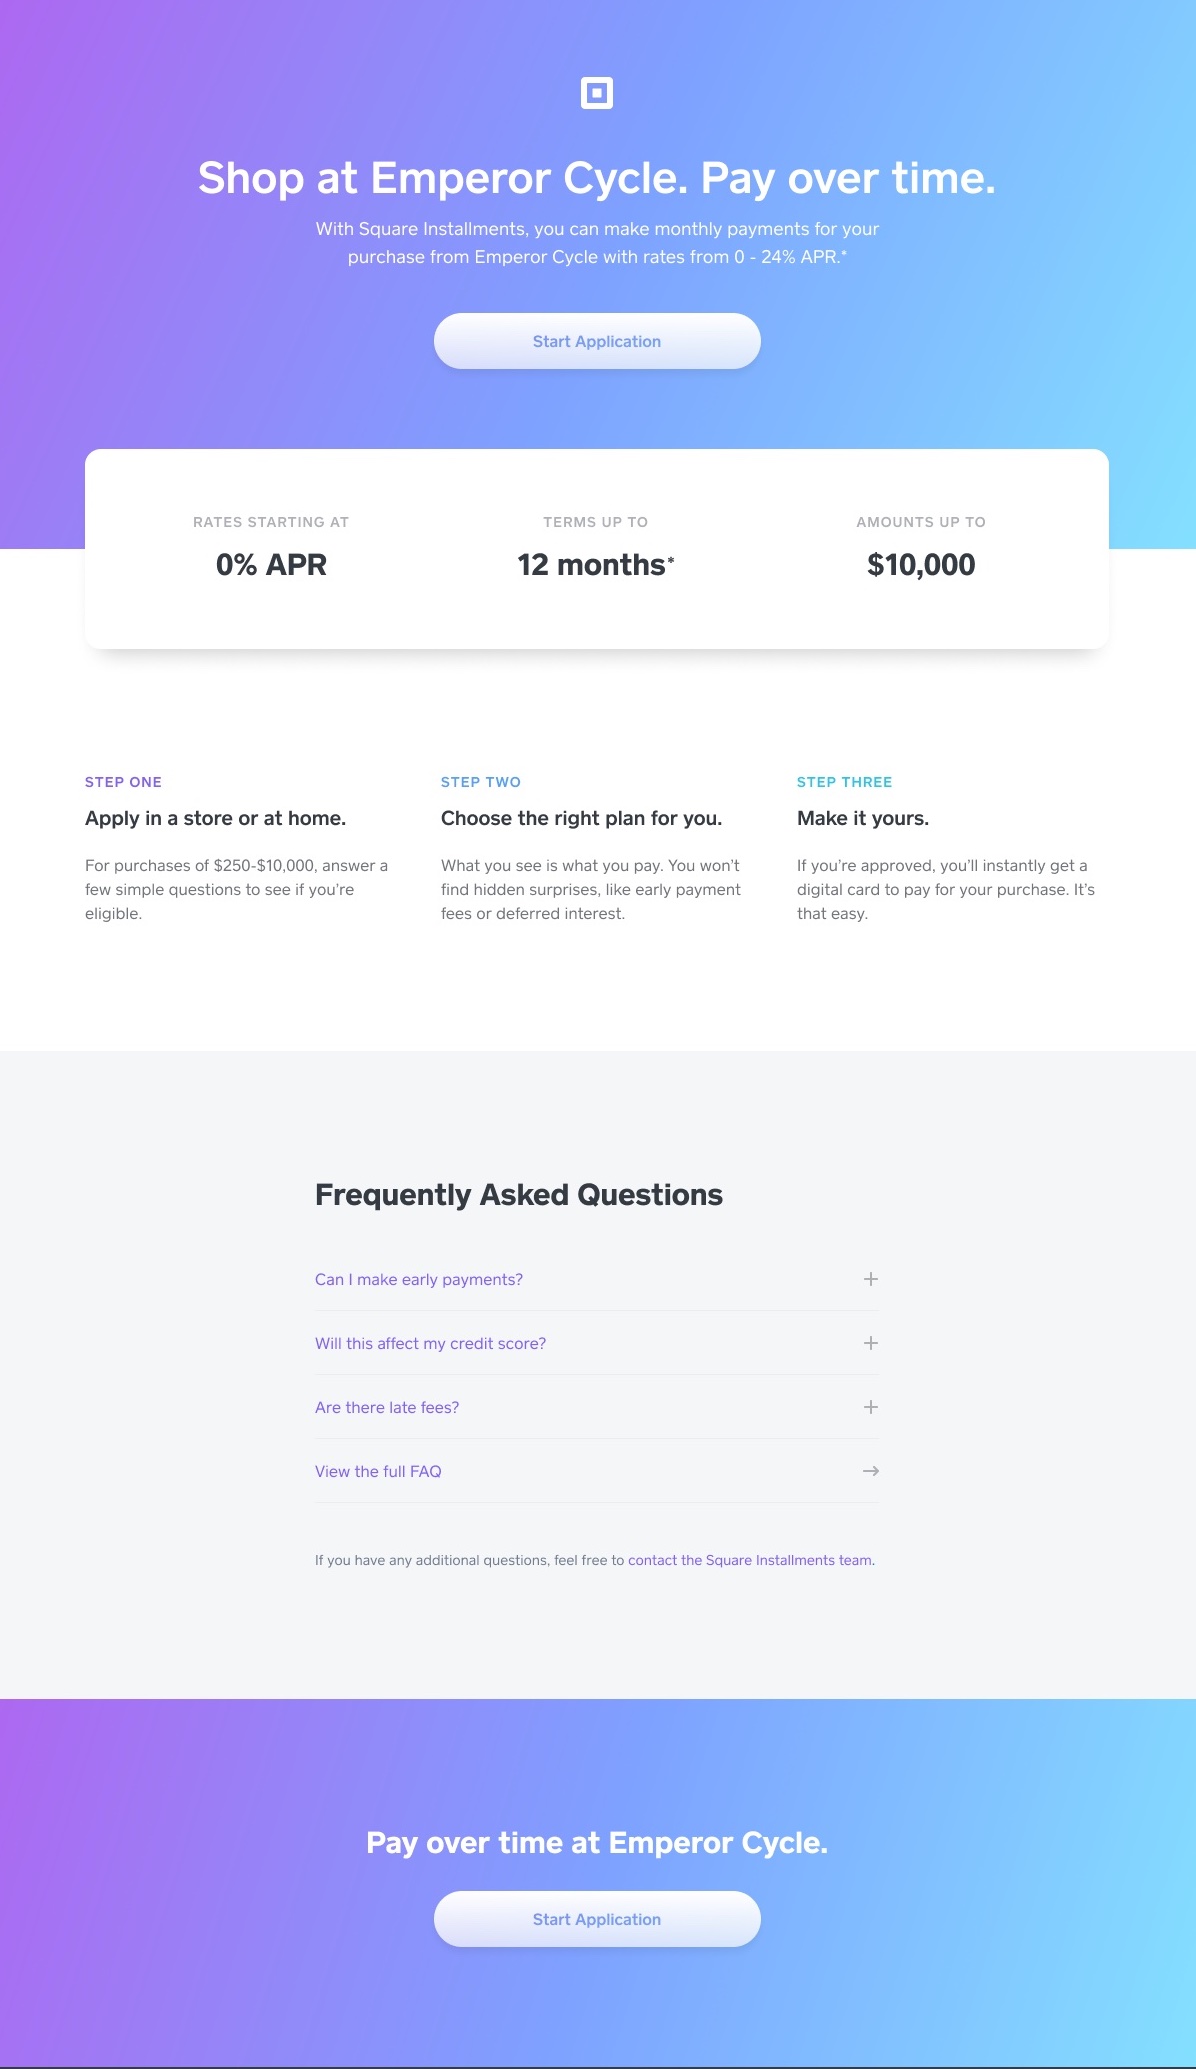 Shop at Emperor Cycle. Pay over time.
With Square Installments, you can make monthly payments for your
purchase from Emperor Cycle with rates from 0 - 24% APR.*
Start Application
RATES STARTING AT
0% APR
TERMS UP TO
12 months*
AMOUNTS UP TO
$10,000
STEP ONE
Apply in a store or at home.
For purchases of $250-$10,000, answer a
few simple questions to see if you’re
eligible.
STEP TWO
Choose the right plan for you.
What you see is what you pay. You won’t
find hidden surprises, like early payment
fees or deferred interest.
STEP THREE
Make it yours.
If you’re approved, you’ll instantly get a
digital card to pay for your purchase. It’s
that easy.
Frequently Asked Questions
Can I make early payments?
Will this affect my credit score?
Are there late fees?
View the full FAQ
If you have any additional questions, feel free to contact the Square Installments team.
Pay over time at Emperor Cycle.
Start Application